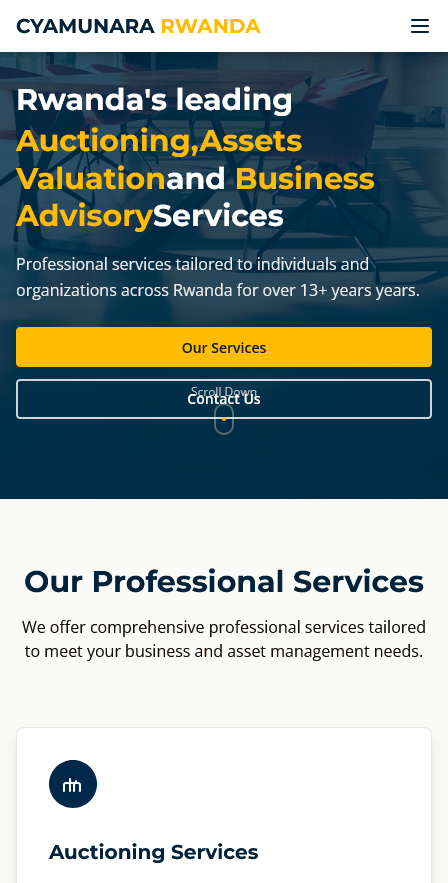 CYAMUNARA RWANDA
Rwanda's leading
Auctioning,Assets
Valuationand Business
AdvisoryServices
Professional services tailored to individuals and
organizations across Rwanda for over 13+ years years.
Our Services
Scroll Down
Contact Us
Our Professional Services
We offer comprehensive professional services tailored
to meet your business and asset management needs.
Auctioning Services